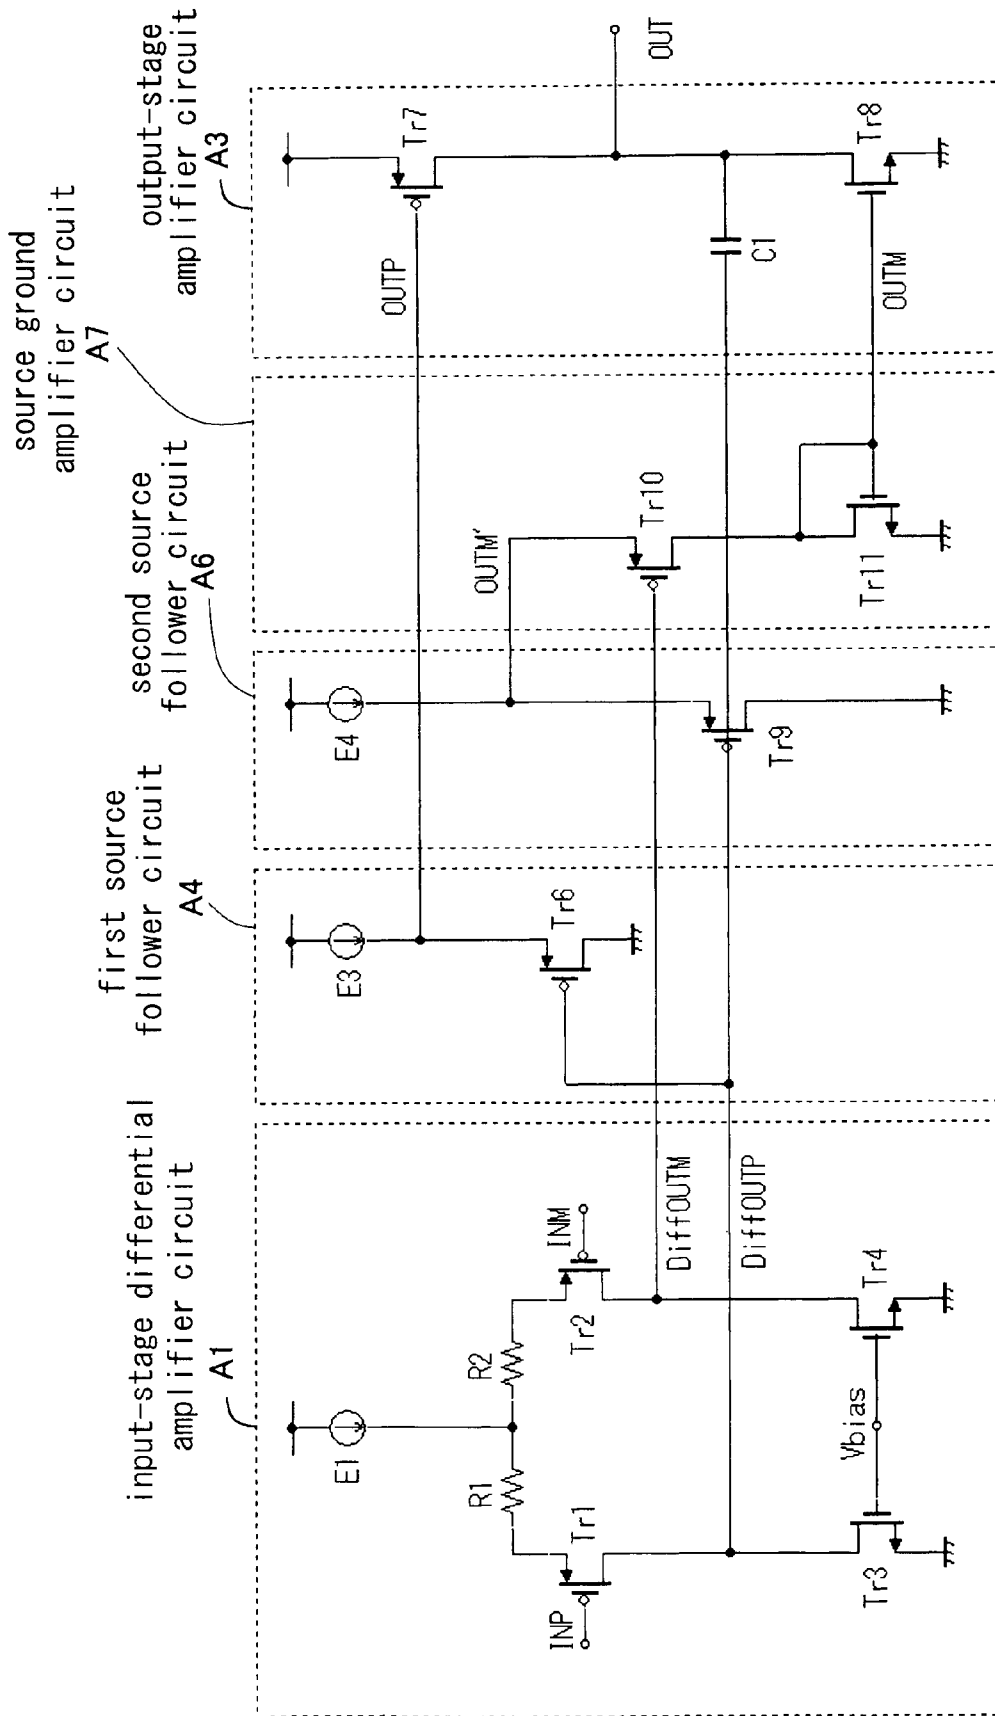 input-stage differential
amplifier circuit
A1
first source
follower circuit
A4
second source
follower circuit
A6
source ground
amplifier circuit
A7
output-stage
amplifier circuit
A3
E1
R1
R2
INP
Tr1
INM
Tr2
DiffOUTM
DiffOUTP
Tr3
Vbias
Tr4
E3
Tr6
E4
Tr9
OUTM'
Tr10
Tr11
OUTP
Tr7
OUT
C1
OUTM
Tr8